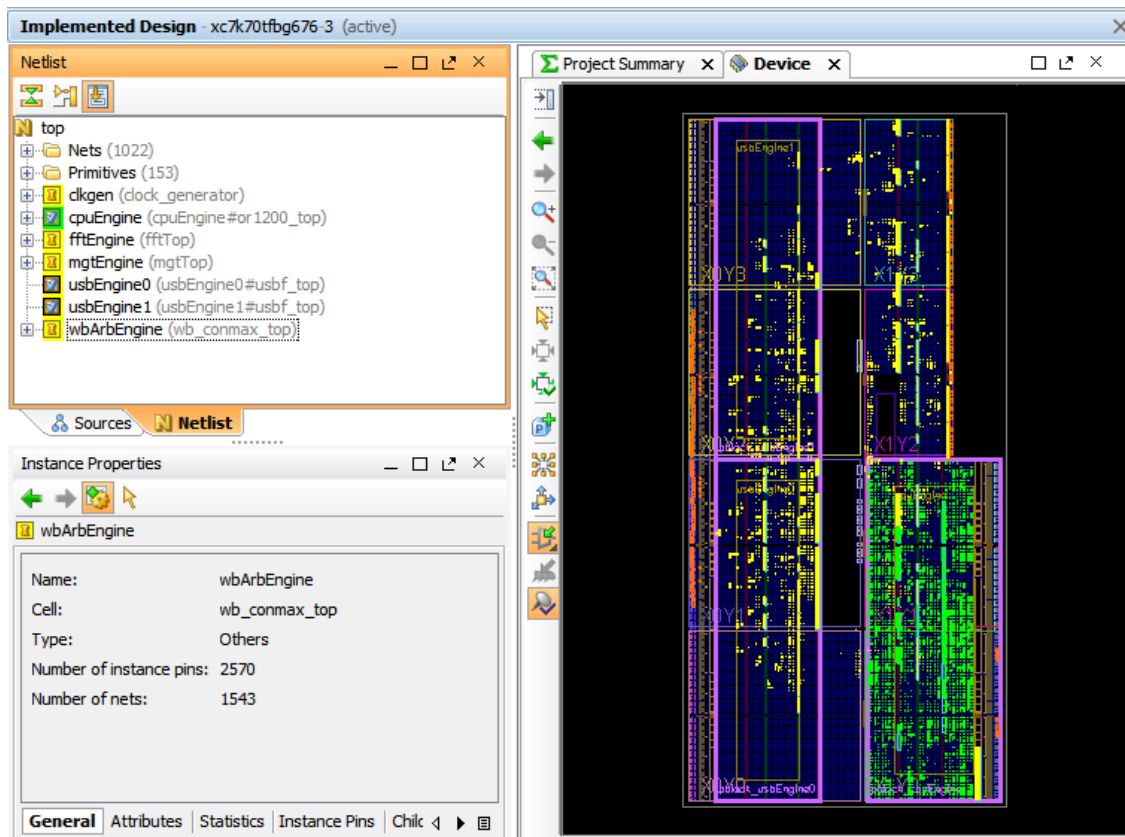 Implemented Design - xc7k70tfbg676-3 (active)
Netlist
top
Nets (1022)
Primitives (153)
clkgen (clock_generator)
cpuEngine (cpuEngine#or1200_top)
fftEngine (fftTop)
mgtEngine (mgtTop)
usbEngine0 (usbEngine0#usbf_top)
usbEngine1 (usbEngine1#usbf_top)
wbArbEngine (wb_conmax_top)
Sources Netlist
Instance Properties
wbArbEngine
Name: wbArbEngine
Cell: wb_conmax_top
Type: Others
Number of instance pins: 2570
Number of nets: 1543
General Attributes Statistics Instance Pins Chilc
Project Summary Device
usbEngine1
X0Y3
X0Y2 X1Y2
X0Y1
X0Y0
pblock_usbEngine0